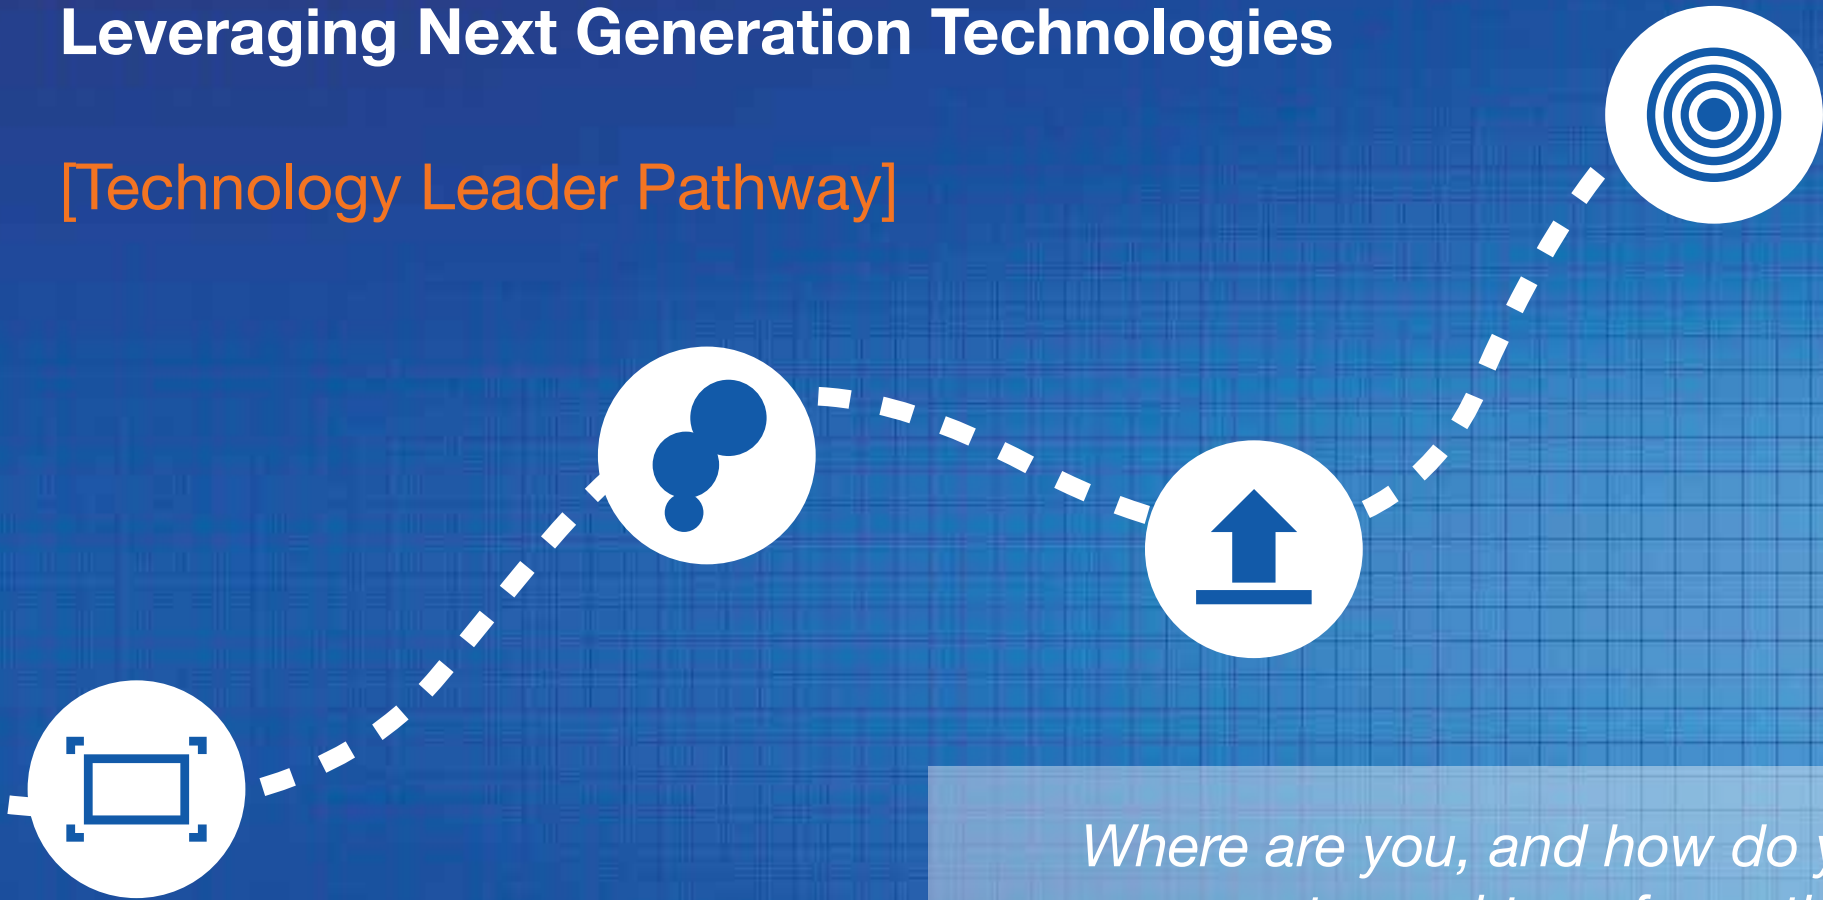 Leveraging Next Generation Technologies
[Technology Leader Pathway]
Where are you, and how do